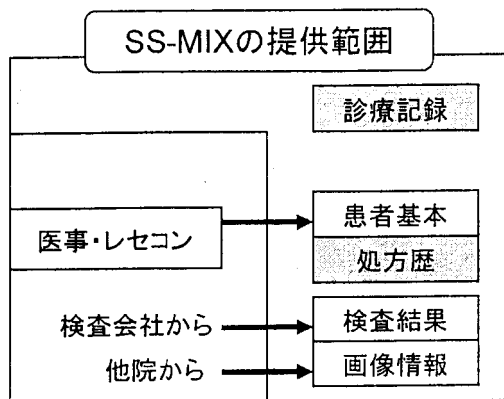 SS-MIXの提供範囲
診療記録
医事・レセコン
患者基本
処方歴
検査会社から
検査結果
他院から
画像情報